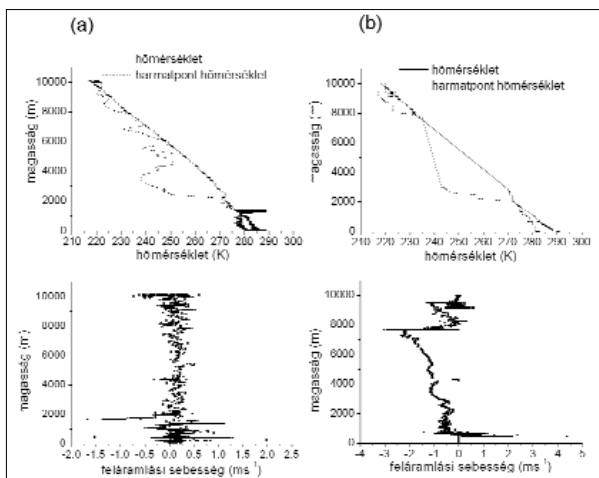 (a)
hőmérséklet
harmalpont hőmérséklet
10000
8000
6000
4000
2000
0
magasság (m)
210 220 230 240 250 260 270 280 290 300
hőmérséklet (K)
(b)
hőmérséklet
harmatpont hőmérséklet
10000
8000
6000
4000
2000
0
magasság
210 220 230 240 250 260 270 280 290 300
hőmérséklet (K)
10000
8000
6000
4000
2000
0
magasság (m)
-2.0 -1.5 -1.0 -0.5 0.0 0.5 1.0 1.5 2.0 2.5
feláramlási sebesség (ms⁻¹)
10000
8000
6000
4000
2000
0
magasság (m)
-4 -3 -2 -1 0 1 2 3 4 5
feláramlási sebesség (ms⁻¹)